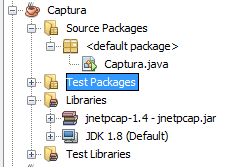 Captura
Source Packages
<default package>
Captura.java
Test Packages
Libraries
jnetpcap-1.4 - jnetpcap.jar
JDK 1.8 (Default)
Test Libraries